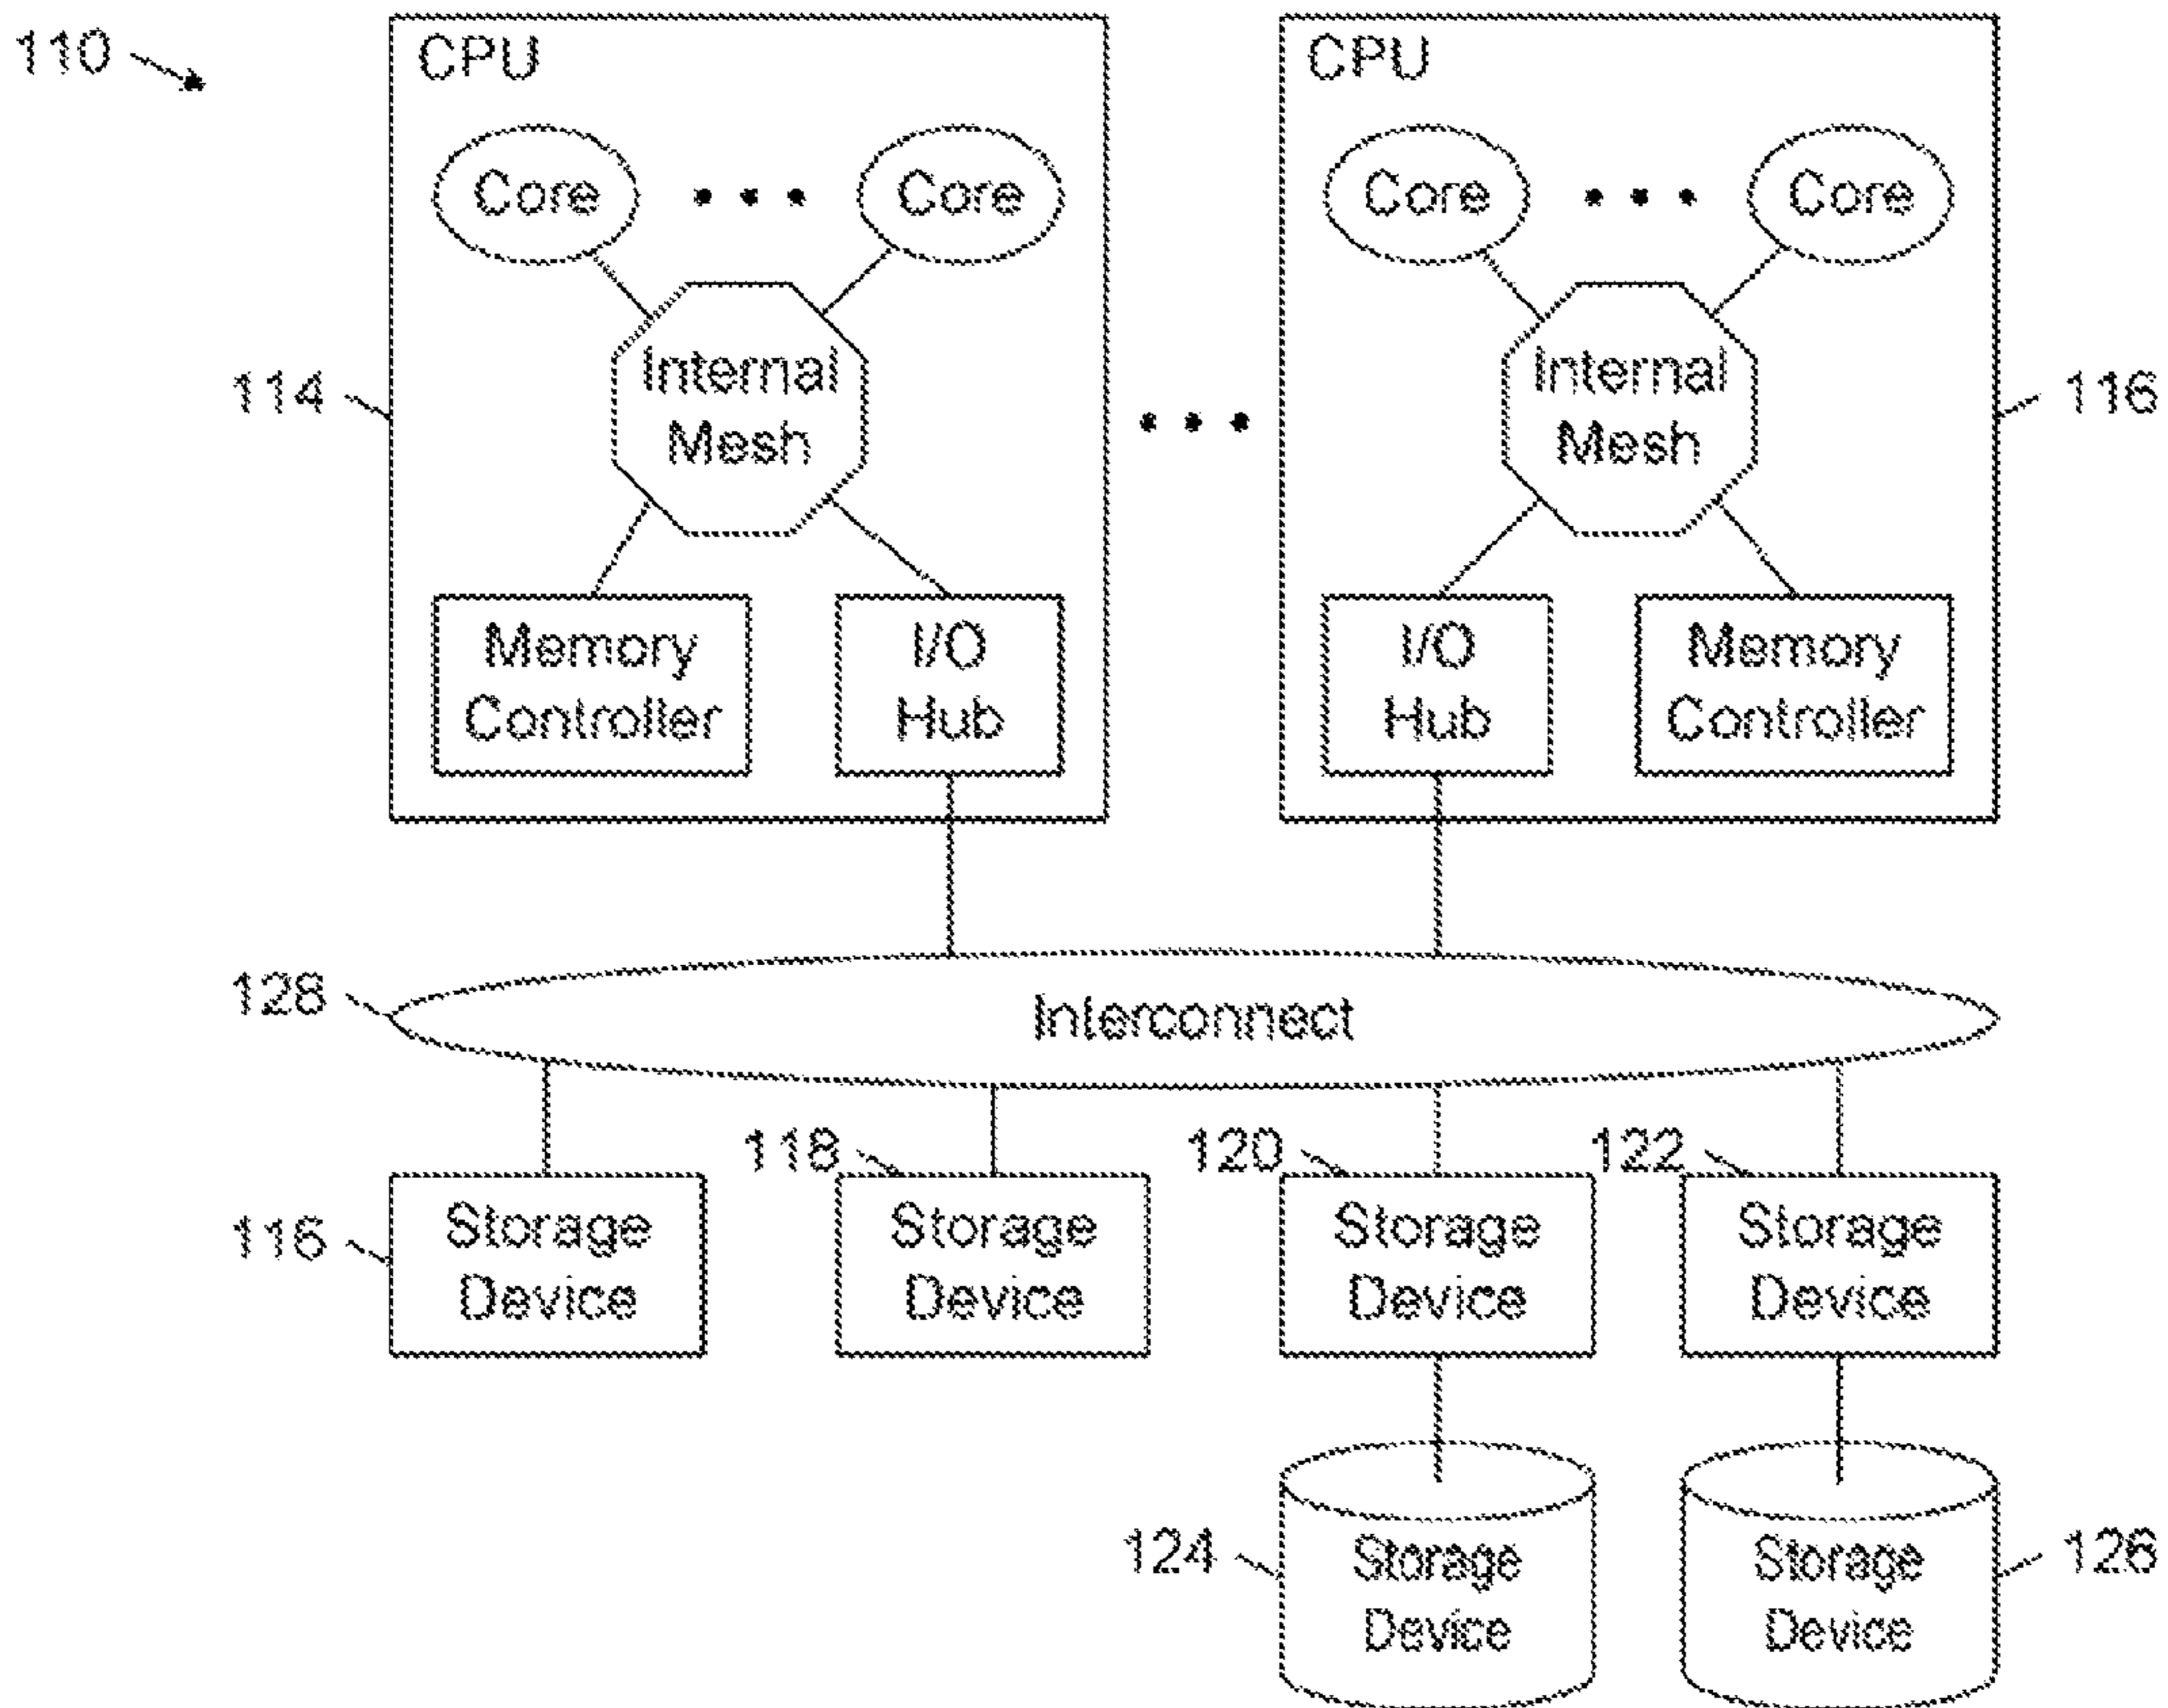 110
CPU
CPU
Core
Core
Core
Core
Internal
Mesh
Internal
Mesh
114
116
Memory
Controller
I/O
Hub
I/O
Hub
Memory
Controller
128
Interconnect
118
120
122
116
Storage
Device
Storage
Device
Storage
Device
Storage
Device
124
Storage
Device
Storage
Device
126